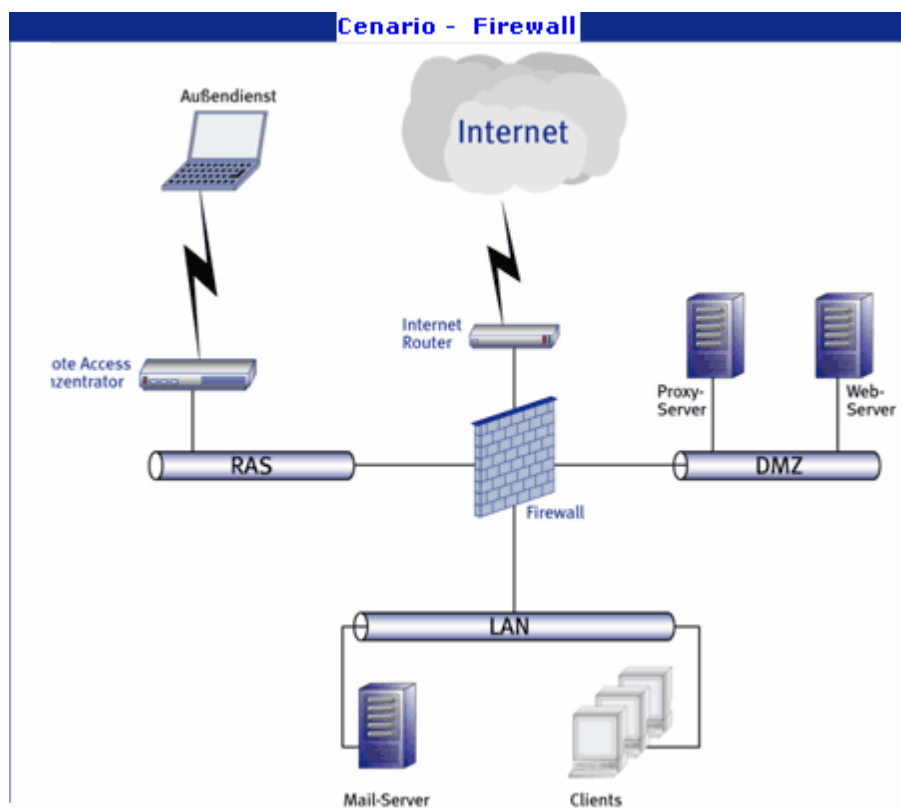 Cenario - Firewall
Außendienst
Internet
Internet
Router
ote Access
nzentrator
Proxy-
Server
Web-
Server
RAS
DMZ
Firewall
LAN
Mail-Server
Clients